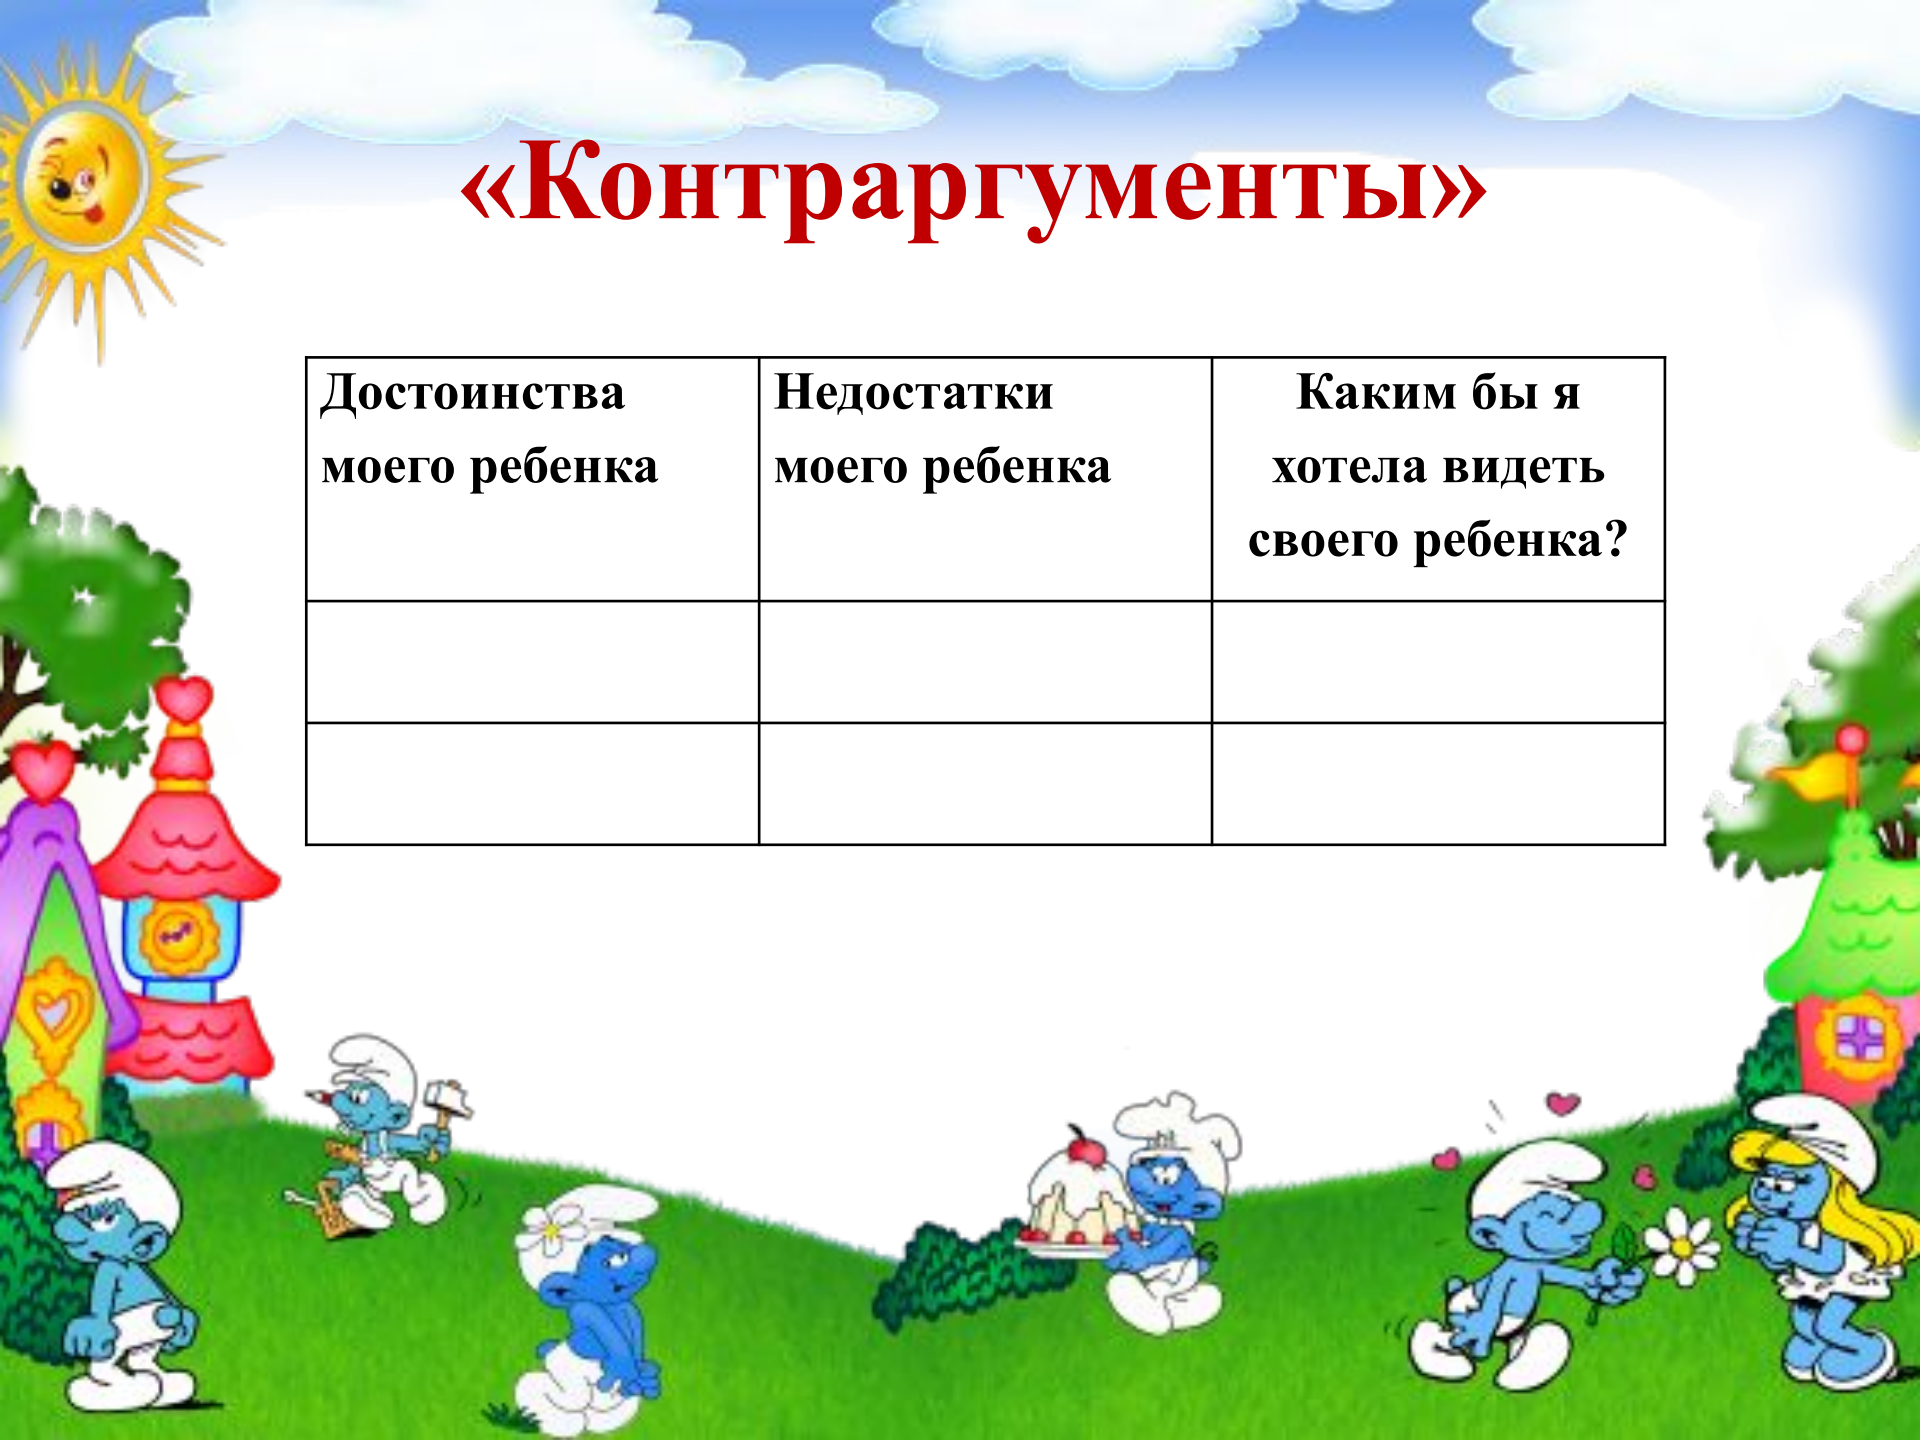 «Контраргументы»
Достоинства
моего ребенка
Недостатки
моего ребенка
Каким бы я
хотела видеть
своего ребенка?